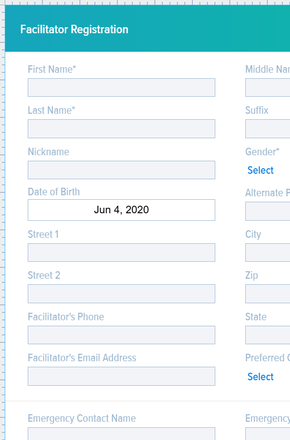 Facilitator Registration
First Name* Middle
Last Name* Suffix
Nickname Gender*
Select
Date of Birth Alternate
Jun 4, 2020
Street 1 City
Street 2 Zip
Facilitator's Phone State
Facilitator's Email Address Preferred
Select
Emergency Contact Name Emergency